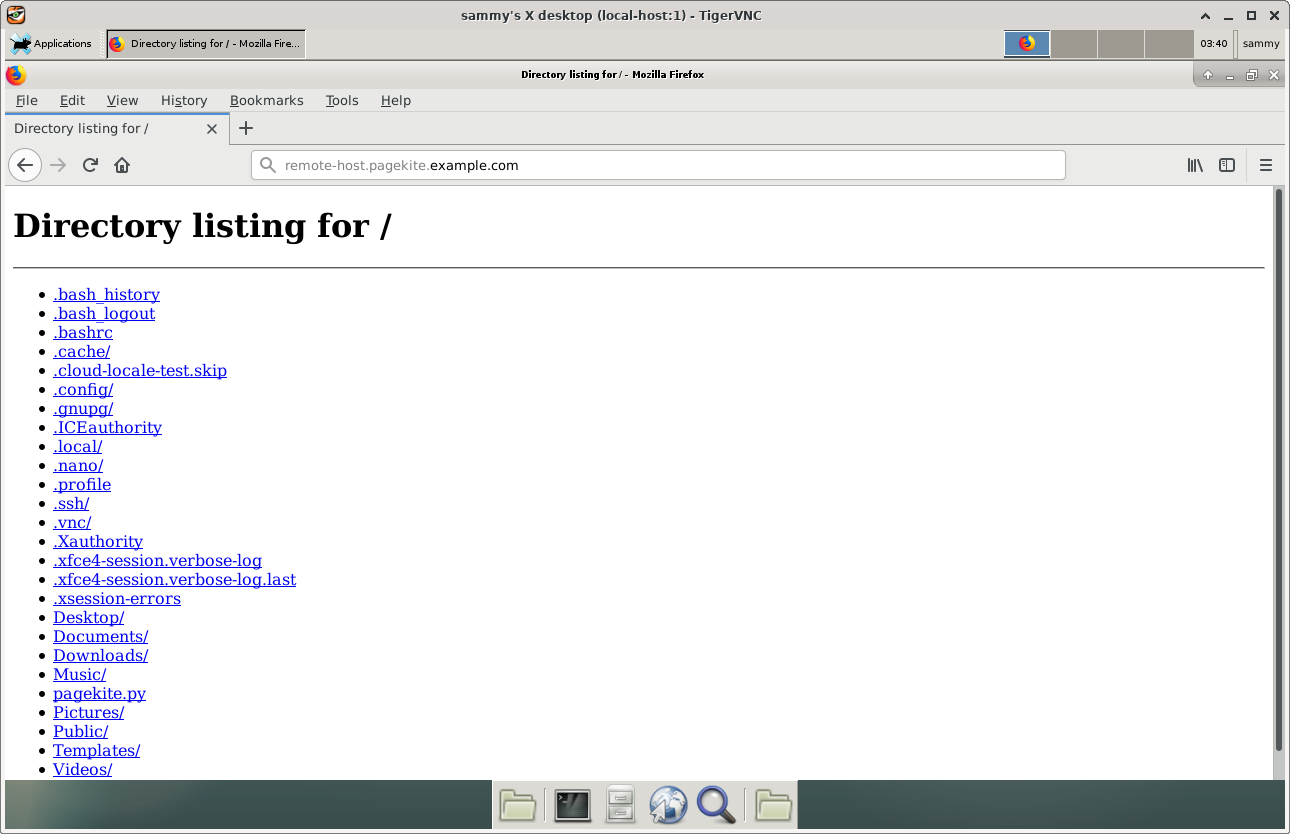 sammy's X desktop (local-host:1) - TigerVNC
Applications
Directory listing for / - Mozilla Fire...
03:40
sammy
Directory listing for / - Mozilla Firefox
File Edit View History Bookmarks Tools Help
Directory listing for /
remote-host.pagekite.example.com
Directory listing for /
.bash_history
.bash_logout
.bashrc
.cache/
.cloud-locale-test.skip
.config/
.gnupg/
.ICEauthority
.local/
.nano/
.profile
.ssh/
.vnc/
.Xauthority
.xfce4-session.verbose-log
.xfce4-session.verbose-log.last
.xsession-errors
Desktop/
Documents/
Downloads/
Music/
pagekite.py
Pictures/
Public/
Templates/
Videos/